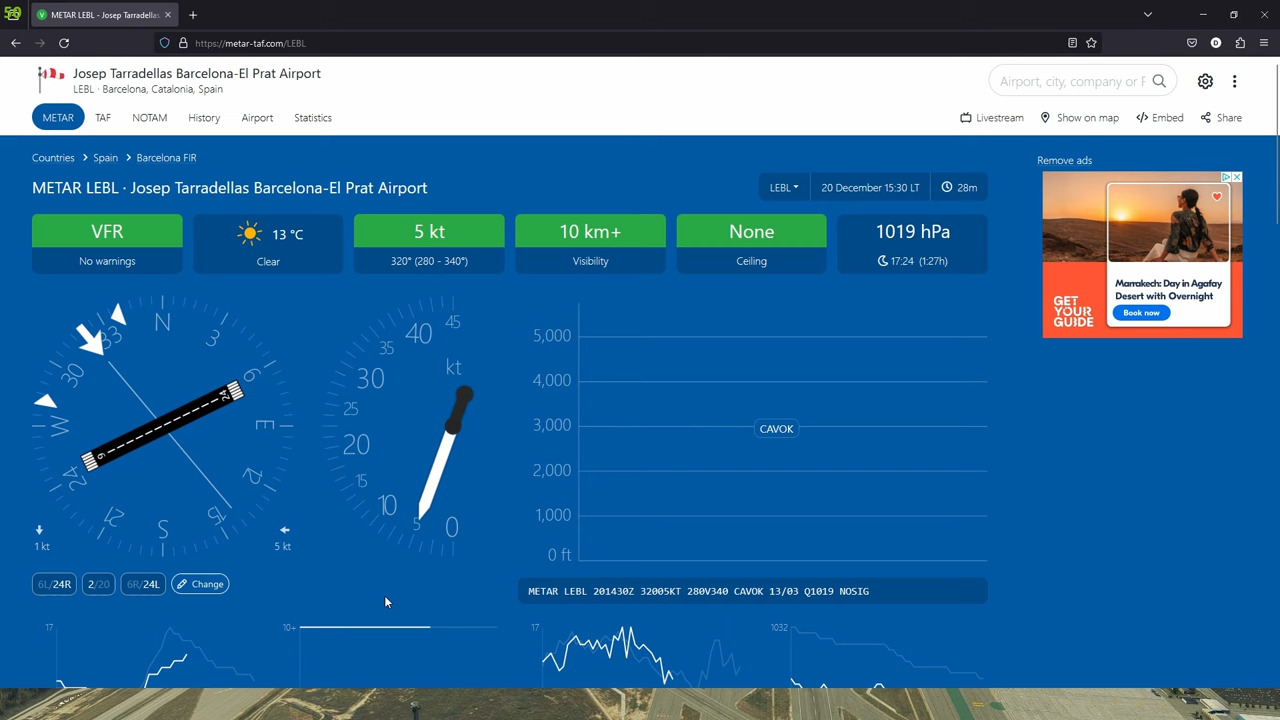 METAR LEBL - Josep Tarradellas
https://metar-taf.com/LEBL
Josep Tarradellas Barcelona-El Prat Airport
LEBL · Barcelona, Catalonia, Spain
Airport, city, company or
METAR TAF NOTAM History Airport Statistics
Livestream Show on map Embed Share
Countries Spain Barcelona FIR
Remove ads
METAR LEBL · Josep Tarradellas Barcelona-El Prat Airport
LEBL 20 December 15:30 LT 28m
VFR
No warnings
13 °C
Clear
5 kt
320° (280 - 340°)
10 km+
Visibility
None
Ceiling
1019 hPa
17:24 (1:27h)
Marrakech: Day in Agafay
Desert with Overnight
Book now
GET
YOUR
GUIDE
N
3
6
E
12
15
S
21
24
W
30
33
24
6
1 kt
5 kt
45
40
35
kt
30
25
20
15
10
5
0
5,000
4,000
3,000
CAVOK
2,000
1,000
0 ft
6L/24R 2/20 6R/24L Change
METAR LEBL 201430Z 32005KT 280V340 CAVOK 13/03 Q1019 NOSIG
17
10+
17
1032